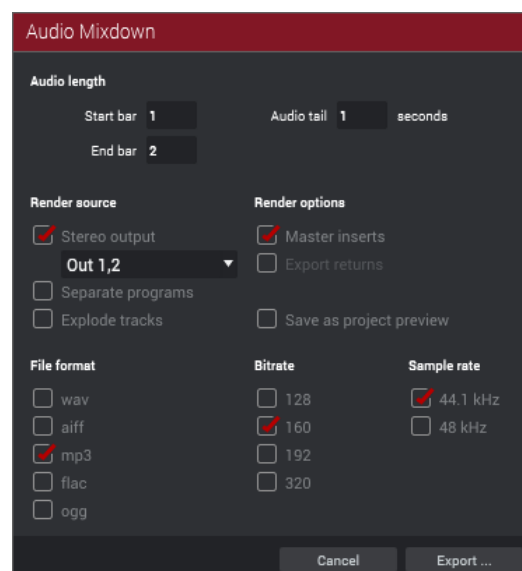 Audio Mixdown
Audio length
Start bar 1 Audio tail 1 seconds
End bar 2
Render source Render options
Stereo output Master inserts
Out 1,2 Export returns
Separate programs
Explode tracks Save as project preview
File format Bitrate Sample rate
wav 128 44.1 kHz
aiff 160 48 kHz
mp3 192
flac 320
ogg
Cancel Export ...